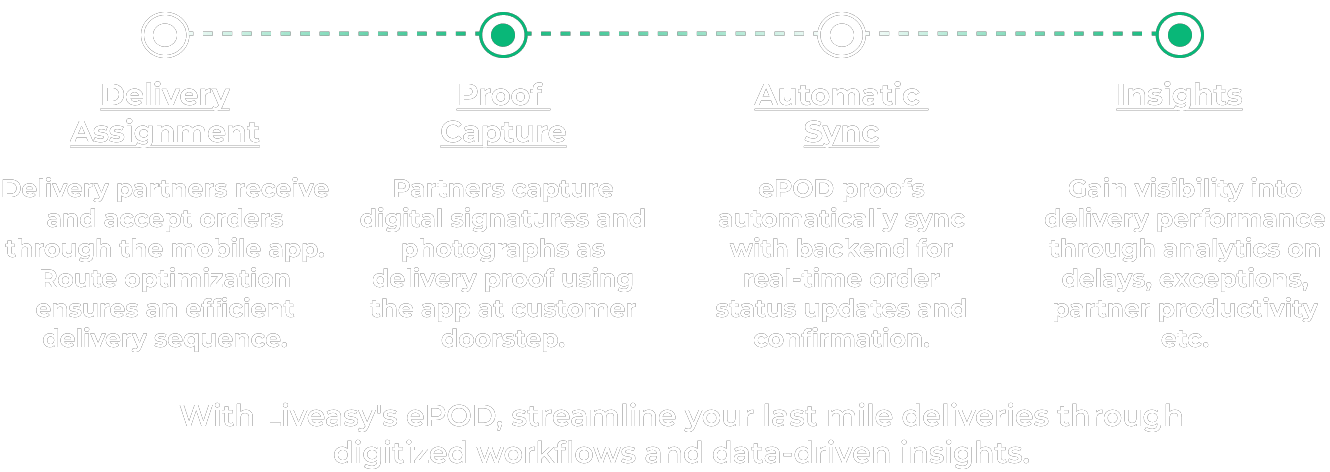 Delivery
Assignment
Delivery partners receive
and accept orders
through the mobile app.
Route optimization
ensures an efficient
delivery sequence.
Proof
Capture
Partners capture
digital signatures and
photographs as
delivery proof using
the app at customer
doorstep.
Automatic
Sync
ePOD proofs
automatically sync
with backend for
real-time order
status updates and
confirmation.
Insights
Gain visibility into
delivery performance
through analytics on
delays, exceptions,
partner productivity
etc.
With Liveasy's ePOD, streamline your last mile deliveries through
digitized workflows and data-driven insights.